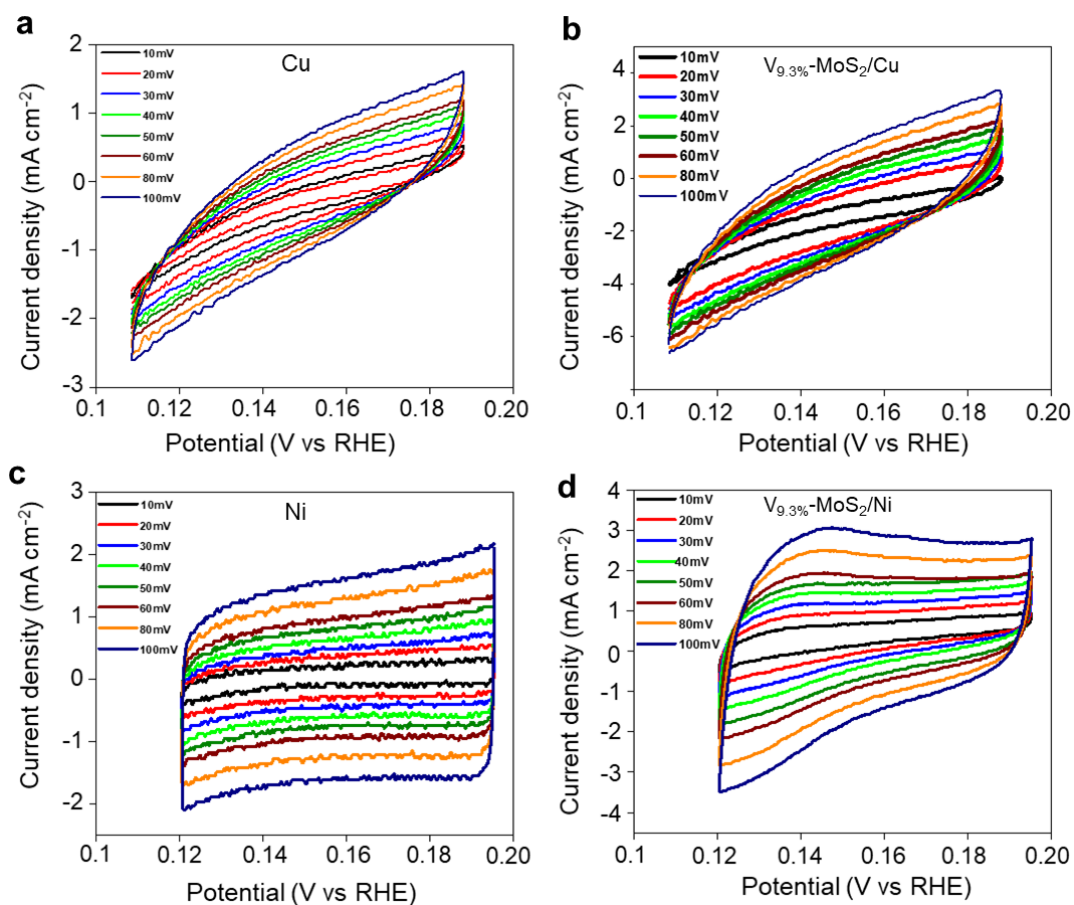 a
Cu
10mV
20mV
30mV
40mV
50mV
60mV
80mV
100mV
2
1
0
-1
-2
-3
0.1
0.12
0.14
0.16
0.18
0.20
Current density (mA cm⁻²)
Potential (V vs RHE)
b
V₉.₃%-MoS₂/Cu
10mV
20mV
30mV
40mV
50mV
60mV
80mV
100mV
4
2
0
-2
-4
-6
0.1
0.12
0.14
0.16
0.18
0.20
Current density (mA cm⁻²)
Potential (V vs RHE)
c
Ni
10mV
20mV
30mV
40mV
50mV
60mV
80mV
100mV
3
2
1
0
-1
-2
0.1
0.12
0.14
0.16
0.18
0.20
Current density (mA cm⁻²)
Potential (V vs RHE)
d
V₉.₃%-MoS₂/Ni
10mV
20mV
30mV
40mV
50mV
60mV
80mV
100mV
4
3
2
1
0
-1
-2
-3
-4
0.1
0.12
0.14
0.16
0.18
0.20
Current density (mA cm⁻²)
Potential (V vs RHE)